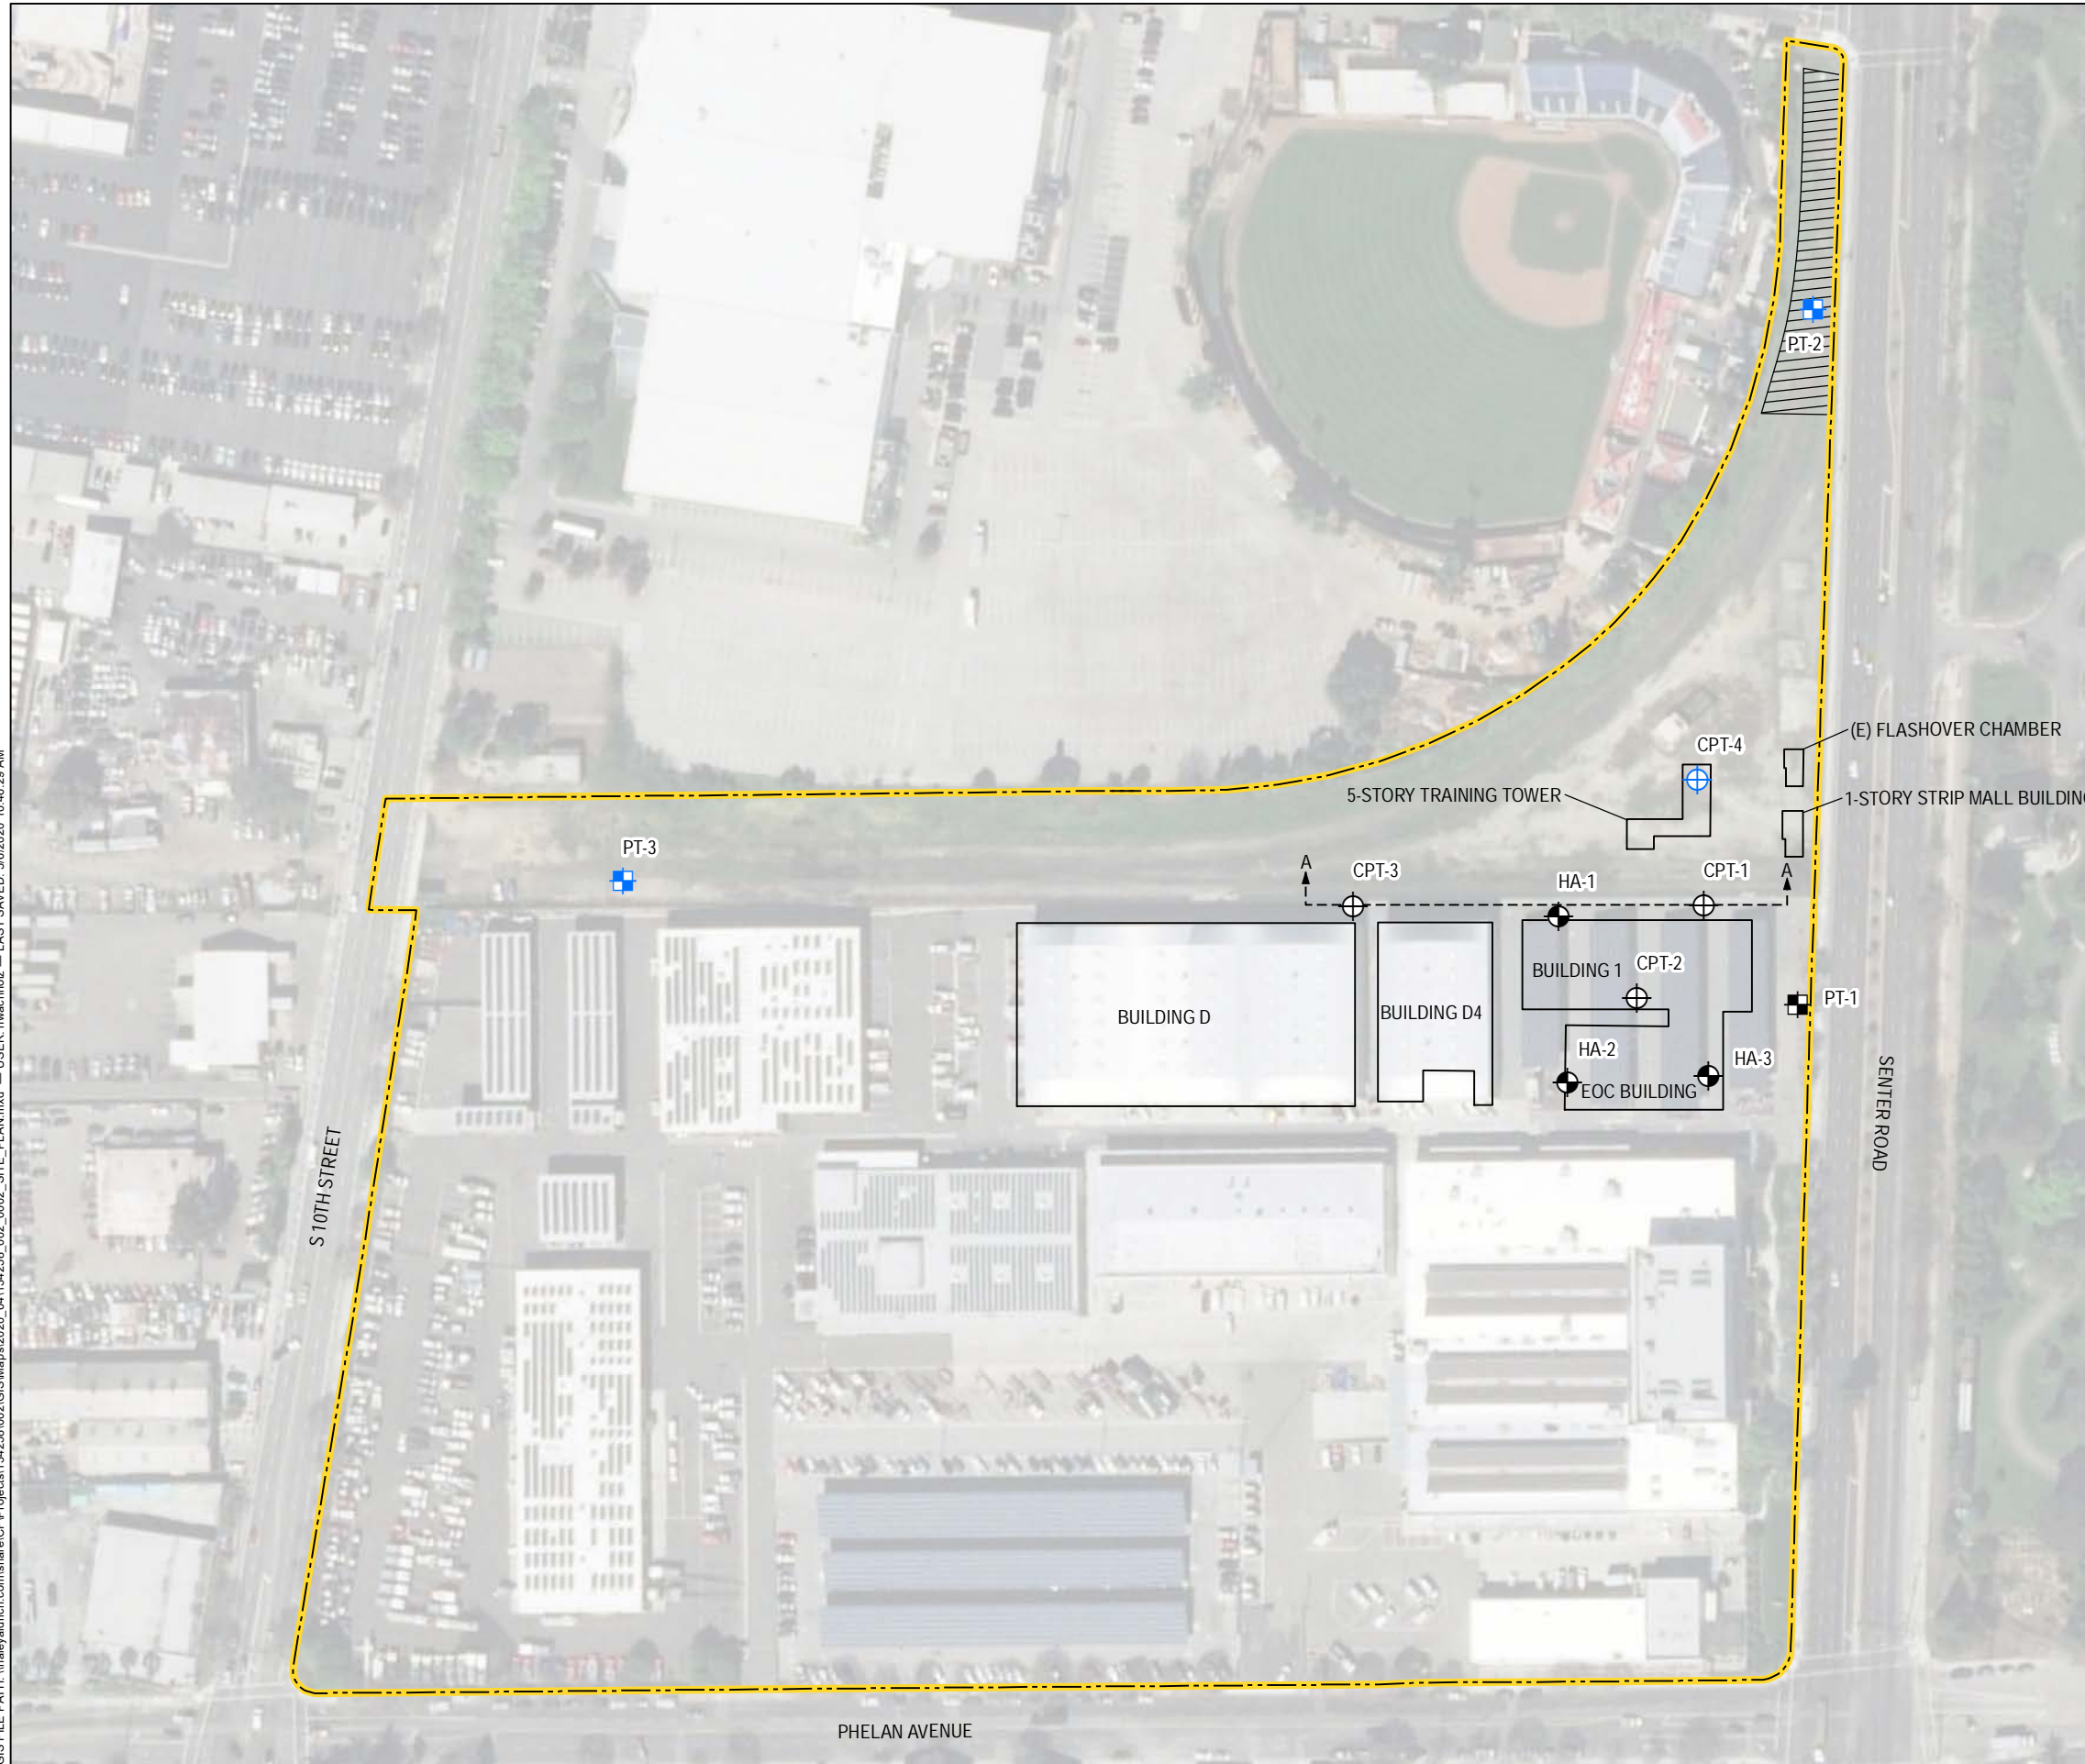 PT-2
(E) FLASHOVER CHAMBER
CPT-4
5-STORY TRAINING TOWER
1-STORY STRIP MALL BUILDING
PT-3
A
CPT-3
HA-1
CPT-1
A
BUILDING 1
CPT-2
PT-1
BUILDING D
BUILDING D4
HA-2
HA-3
EOC BUILDING
SENTER ROAD
S 10TH STREET
PHELAN AVENUE